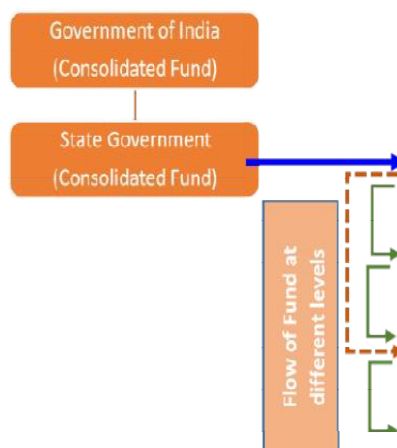 Government of India
(Consolidated Fund)
State Government
(Consolidated Fund)
Flow of Fund at
different levels